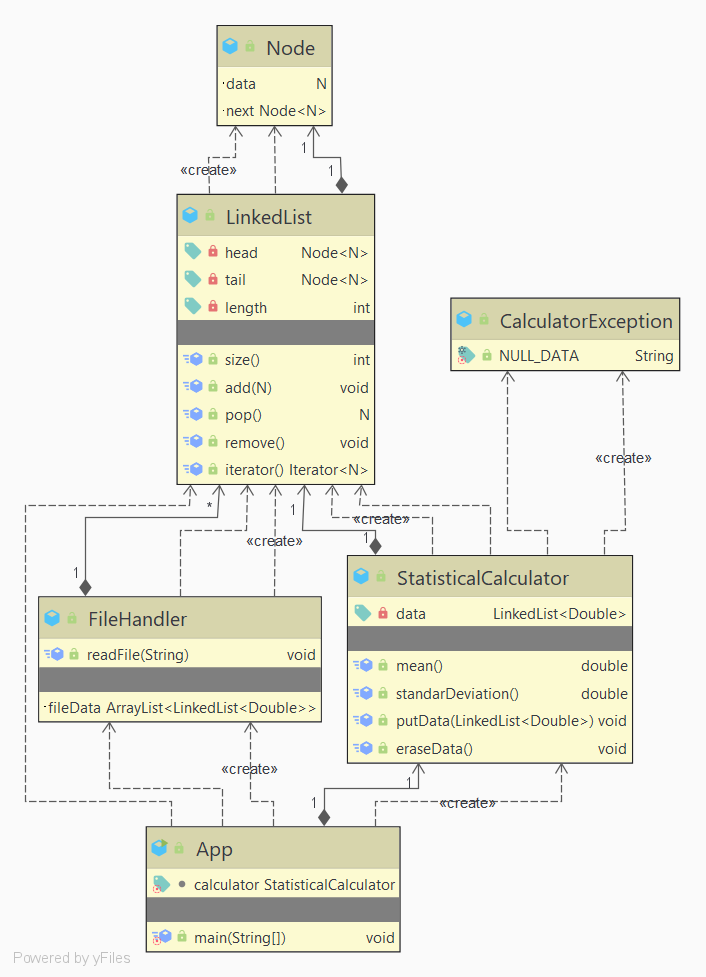 Node
data N
next Node<N>
1
«create»
1
LinkedList
head Node<N>
tail Node<N>
length int
size() int
add(N) void
pop() N
remove() void
iterator() Iterator<N>
CalculatorException
NULL_DATA String
«create»
*
1
«create»
«create»
1
1
StatisticalCalculator
data LinkedList<Double>
mean() double
standarDeviation() double
putData(LinkedList<Double>) void
eraseData() void
FileHandler
readFile(String) void
fileData ArrayList<LinkedList<Double>>
«create»
1
1
«create»
App
calculator StatisticalCalculator
main(String[]) void
Powered by yFiles